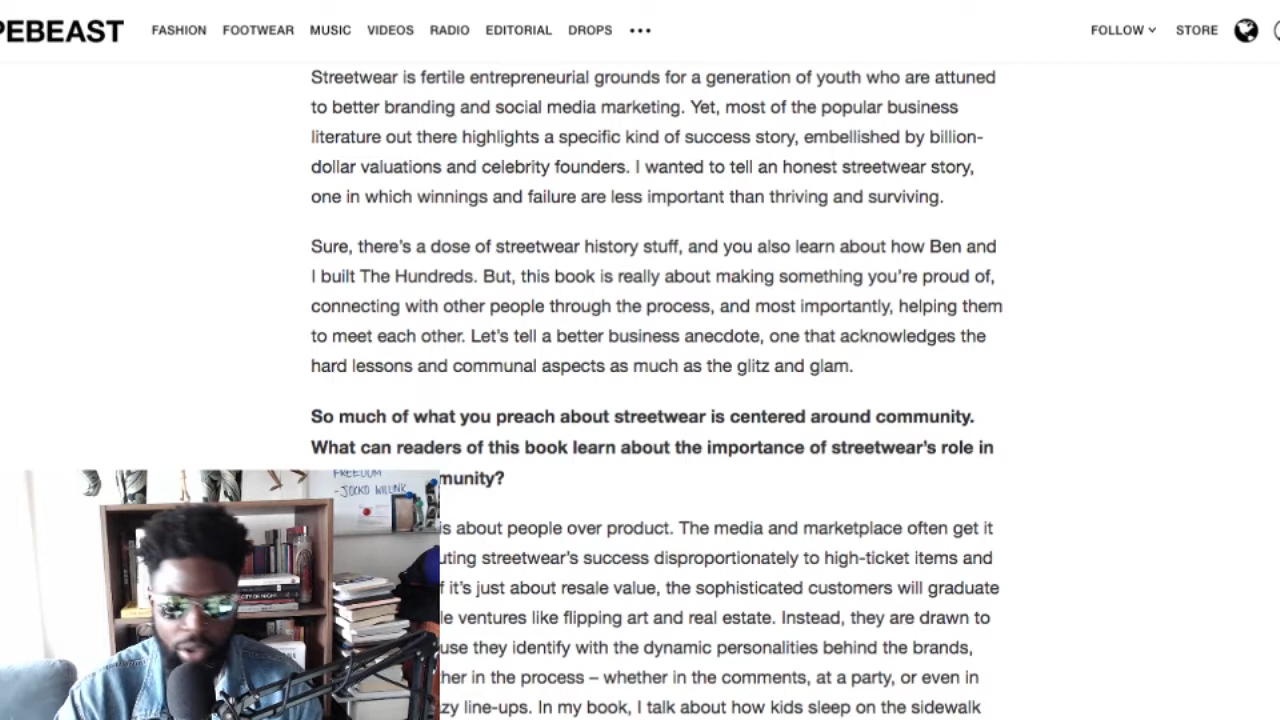 PEBEAST FASHION FOOTWEAR MUSIC VIDEOS RADIO EDITORIAL DROPS ••• FOLLOW STORE
Streetwear is fertile entrepreneurial grounds for a generation of youth who are attuned
to better branding and social media marketing. Yet, most of the popular business
literature out there highlights a specific kind of success story, embellished by billion-
dollar valuations and celebrity founders. I wanted to tell an honest streetwear story,
one in which winnings and failure are less important than thriving and surviving.
Sure, there's a dose of streetwear history stuff, and you also learn about how Ben and
I built The Hundreds. But, this book is really about making something you're proud of,
connecting with other people through the process, and most importantly, helping them
to meet each other. Let's tell a better business anecdote, one that acknowledges the
hard lessons and communal aspects as much as the glitz and glam.
So much of what you preach about streetwear is centered around community.
What can readers of this book learn about the importance of streetwear's role in
munity?
is about people over product. The media and marketplace often get it
uting streetwear's success disproportionately to high-ticket items and
f it's just about resale value, the sophisticated customers will graduate
le ventures like flipping art and real estate. Instead, they are drawn to
use they identify with the dynamic personalities behind the brands,
her in the process – whether in the comments, at a party, or even in
zy line-ups. In my book, I talk about how kids sleep on the sidewalk
FREEDOM
-JOCKO WILLINK
CITY OF NIGHT